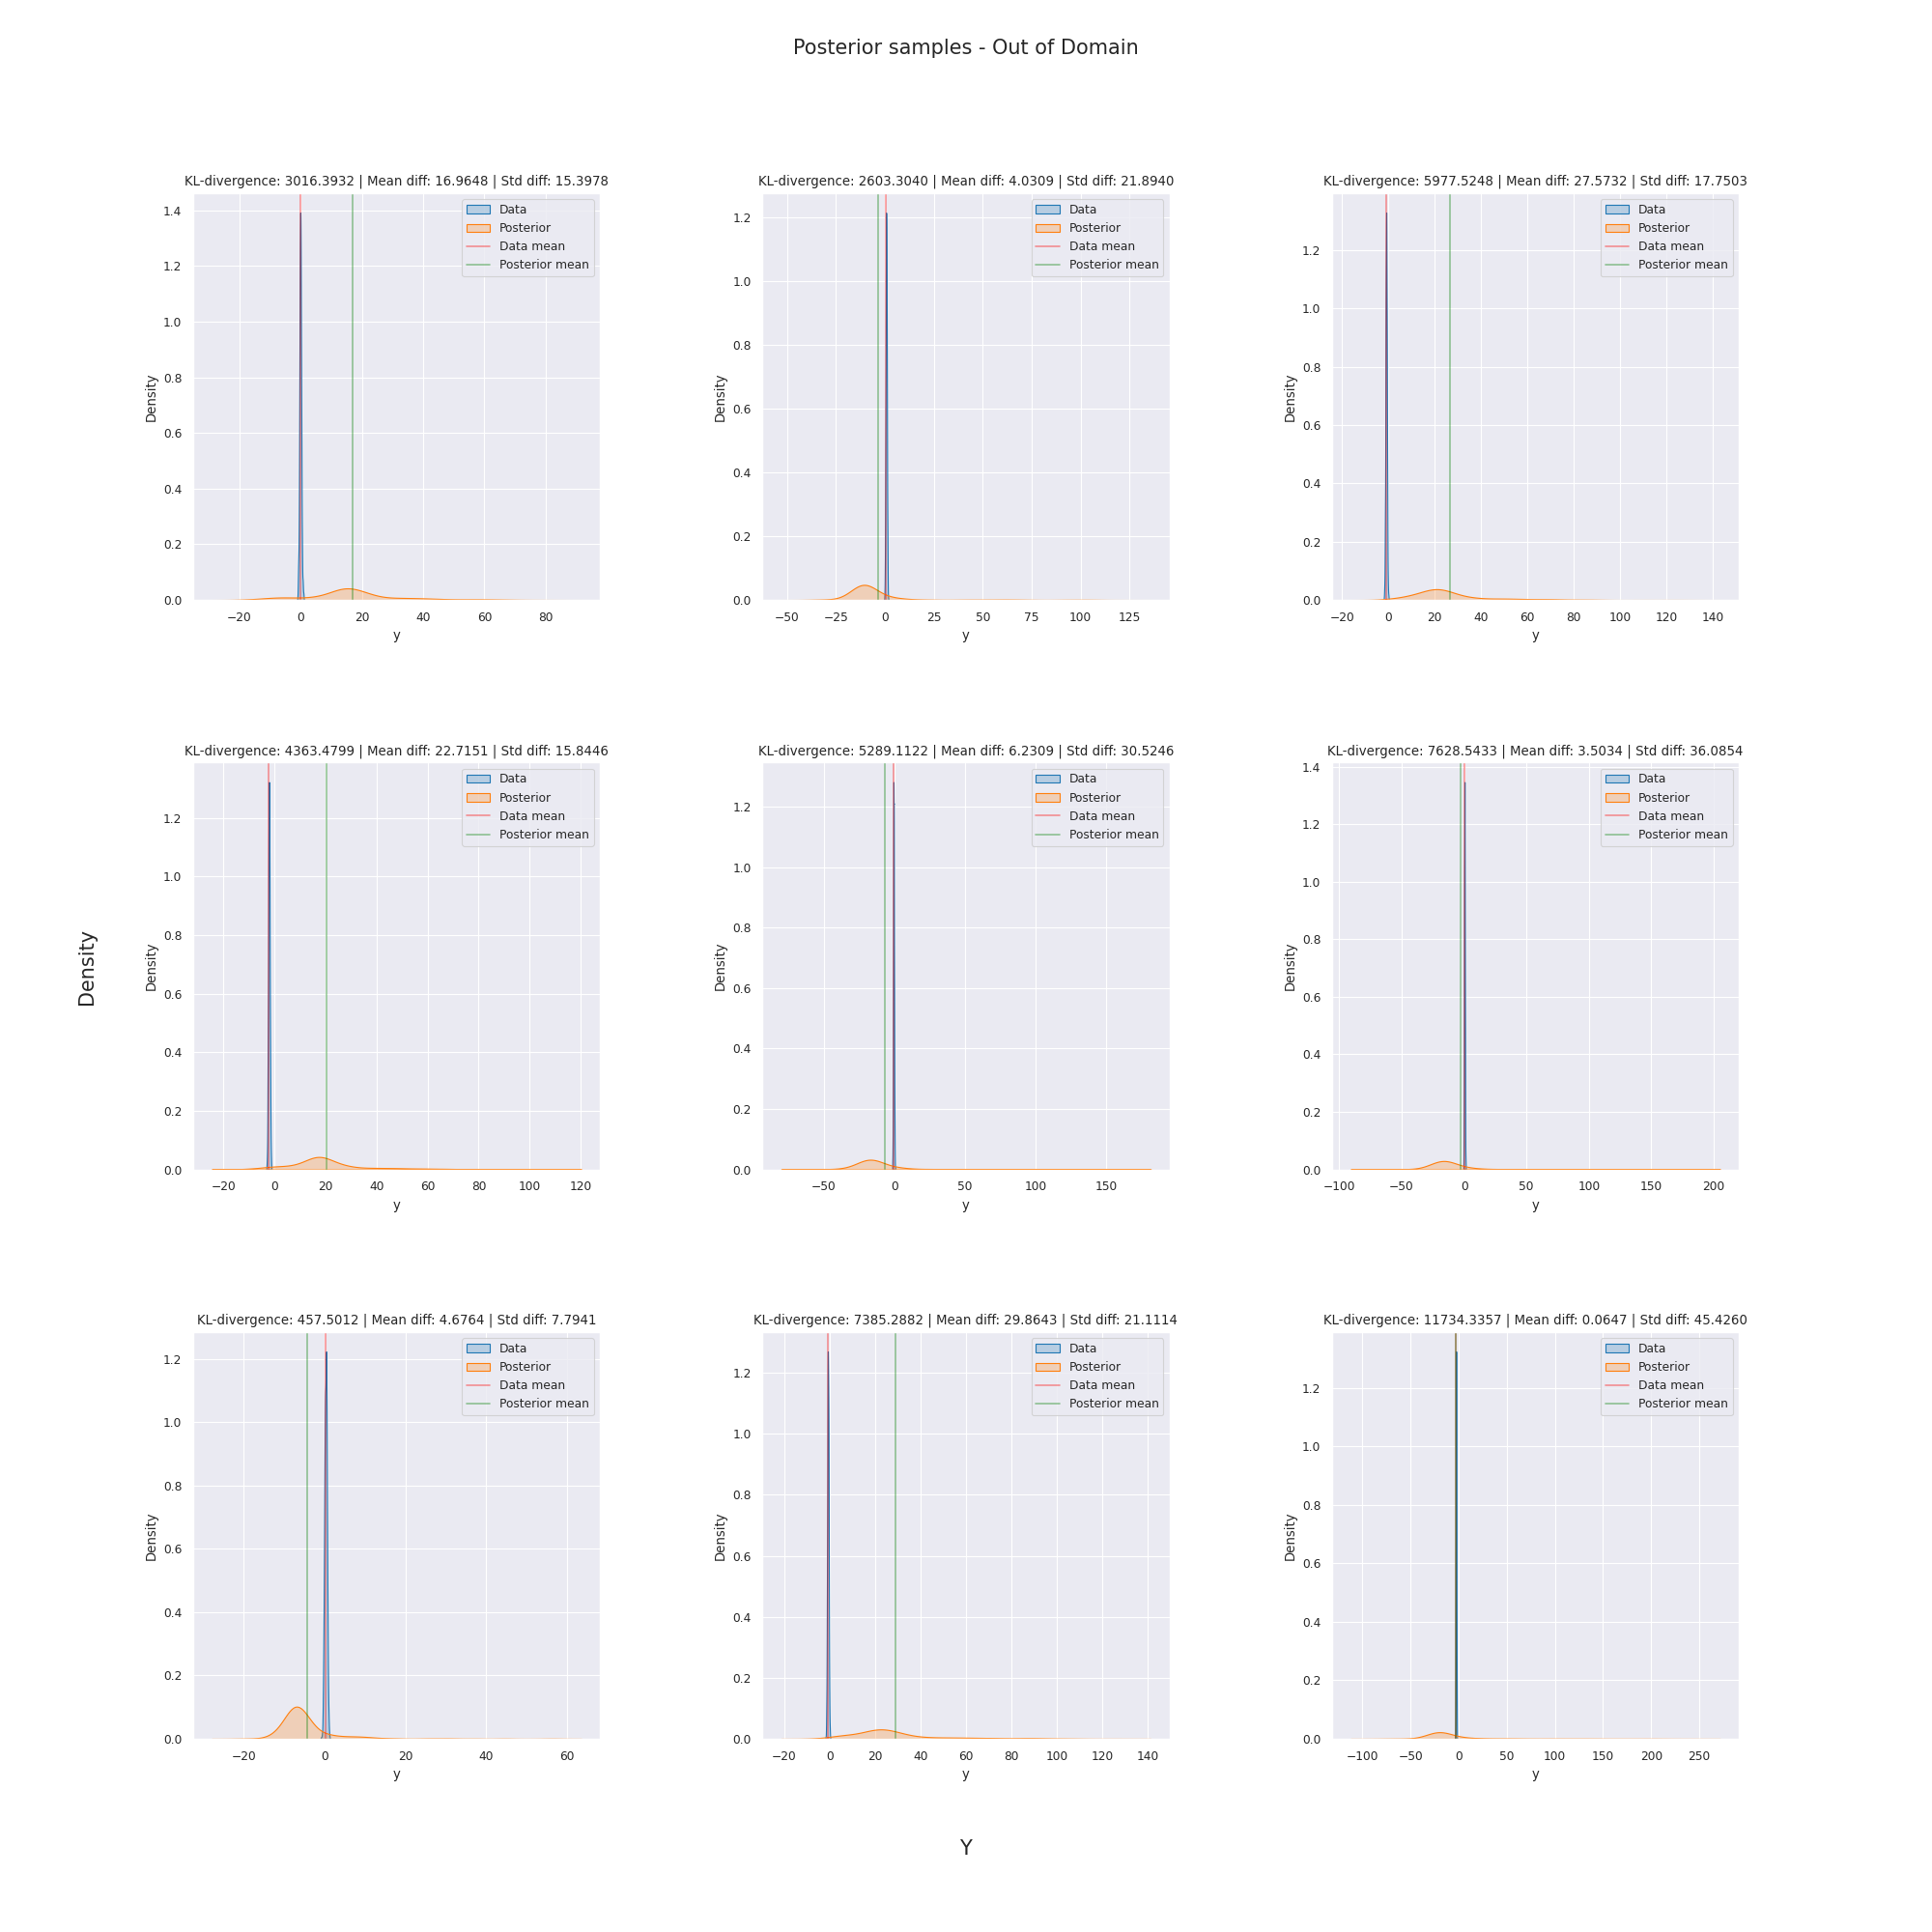 Posterior samples - Out of Domain
KL-divergence: 3016.3932 | Mean diff: 16.9648 | Std diff: 15.3978
Data
Posterior
Data mean
Posterior mean
1.4
1.2
1.0
0.8
0.6
0.4
0.2
0.0
Density
−20 0 20 40 60 80
y
KL-divergence: 2603.3040 | Mean diff: 4.0309 | Std diff: 21.8940
Data
Posterior
Data mean
Posterior mean
1.2
1.0
0.8
0.6
0.4
0.2
0.0
Density
−50 −25 0 25 50 75 100 125
y
KL-divergence: 5977.5248 | Mean diff: 27.5732 | Std diff: 17.7503
Data
Posterior
Data mean
Posterior mean
1.2
1.0
0.8
0.6
0.4
0.2
0.0
Density
−20 0 20 40 60 80 100 120 140
y
KL-divergence: 4363.4799 | Mean diff: 22.7151 | Std diff: 15.8446
Data
Posterior
Data mean
Posterior mean
1.2
1.0
0.8
0.6
0.4
0.2
0.0
Density
−20 0 20 40 60 80 100 120
y
KL-divergence: 5289.1122 | Mean diff: 6.2309 | Std diff: 30.5246
Data
Posterior
Data mean
Posterior mean
1.2
1.0
0.8
0.6
0.4
0.2
0.0
Density
−50 0 50 100 150
y
KL-divergence: 7628.5433 | Mean diff: 3.5034 | Std diff: 36.0854
Data
Posterior
Data mean
Posterior mean
1.4
1.2
1.0
0.8
0.6
0.4
0.2
0.0
Density
−100 −50 0 50 100 150 200
y
Density
KL-divergence: 457.5012 | Mean diff: 4.6764 | Std diff: 7.7941
Data
Posterior
Data mean
Posterior mean
1.2
1.0
0.8
0.6
0.4
0.2
0.0
Density
−20 0 20 40 60
y
KL-divergence: 7385.2882 | Mean diff: 29.8643 | Std diff: 21.1114
Data
Posterior
Data mean
Posterior mean
1.2
1.0
0.8
0.6
0.4
0.2
0.0
Density
−20 0 20 40 60 80 100 120 140
y
KL-divergence: 11734.3357 | Mean diff: 0.0647 | Std diff: 45.4260
Data
Posterior
Data mean
Posterior mean
1.2
1.0
0.8
0.6
0.4
0.2
0.0
Density
−100 −50 0 50 100 150 200 250
y
Y